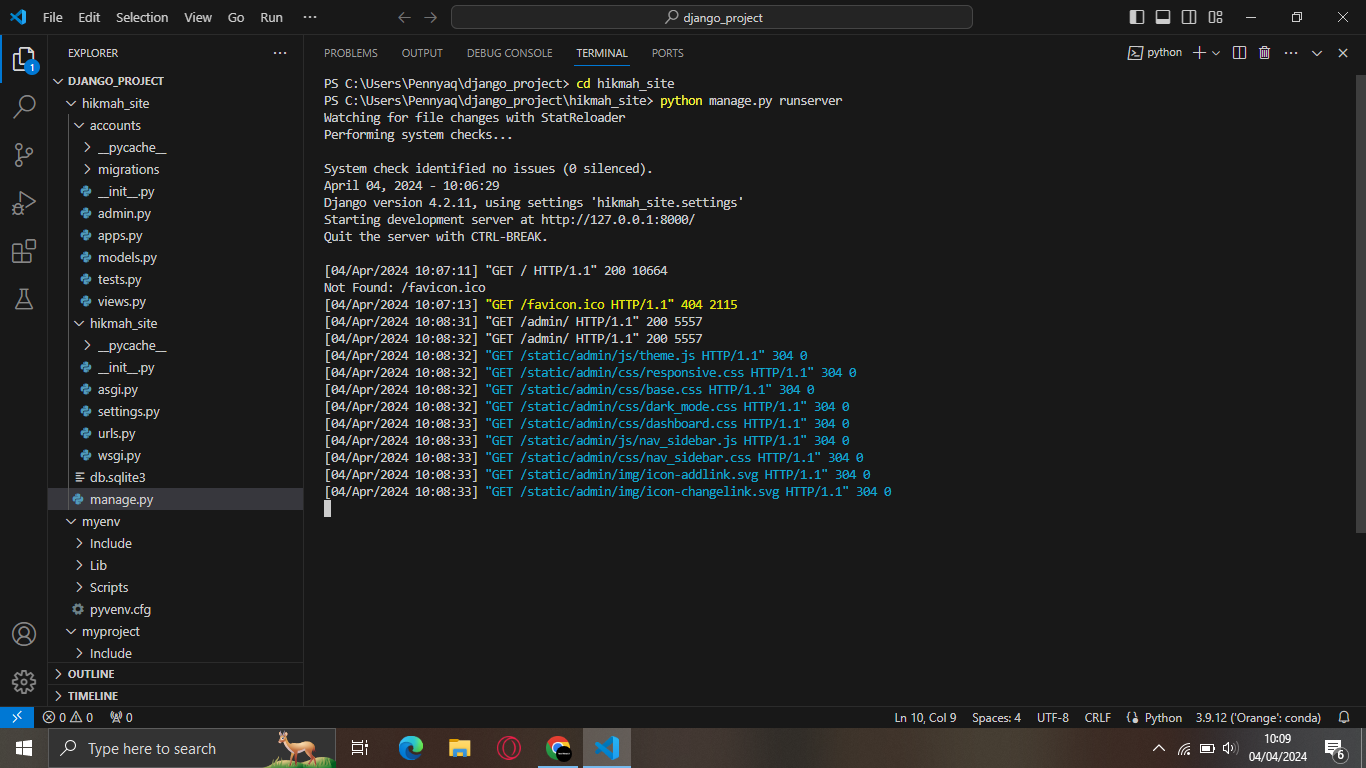 File Edit Selection View Go Run ··· django_project
EXPLORER ···
DJANGO_PROJECT
hikmah_site
accounts
__pycache__
migrations
__init__.py
admin.py
apps.py
models.py
tests.py
views.py
hikmah_site
__pycache__
__init__.py
asgi.py
settings.py
urls.py
wsgi.py
db.sqlite3
manage.py
myenv
Include
Lib
Scripts
pyvenv.cfg
myproject
Include
OUTLINE
TIMELINE
1
PROBLEMS OUTPUT DEBUG CONSOLE TERMINAL PORTS python ···
PS C:\Users\Pennyaq\django_project> cd hikmah_site
PS C:\Users\Pennyaq\django_project\hikmah_site> python manage.py runserver
Watching for file changes with StatReloader
Performing system checks...
System check identified no issues (0 silenced).
April 04, 2024 - 10:06:29
Django version 4.2.11, using settings 'hikmah_site.settings'
Starting development server at http://127.0.0.1:8000/
Quit the server with CTRL-BREAK.
[04/Apr/2024 10:07:11] "GET / HTTP/1.1" 200 10664
Not Found: /favicon.ico
[04/Apr/2024 10:07:13] "GET /favicon.ico HTTP/1.1" 404 2115
[04/Apr/2024 10:08:31] "GET /admin/ HTTP/1.1" 200 5557
[04/Apr/2024 10:08:32] "GET /admin/ HTTP/1.1" 200 5557
[04/Apr/2024 10:08:32] "GET /static/admin/js/theme.js HTTP/1.1" 304 0
[04/Apr/2024 10:08:32] "GET /static/admin/css/responsive.css HTTP/1.1" 304 0
[04/Apr/2024 10:08:32] "GET /static/admin/css/base.css HTTP/1.1" 304 0
[04/Apr/2024 10:08:32] "GET /static/admin/css/dark_mode.css HTTP/1.1" 304 0
[04/Apr/2024 10:08:33] "GET /static/admin/css/dashboard.css HTTP/1.1" 304 0
[04/Apr/2024 10:08:33] "GET /static/admin/js/nav_sidebar.js HTTP/1.1" 304 0
[04/Apr/2024 10:08:33] "GET /static/admin/css/nav_sidebar.css HTTP/1.1" 304 0
[04/Apr/2024 10:08:33] "GET /static/admin/img/icon-addlink.svg HTTP/1.1" 304 0
[04/Apr/2024 10:08:33] "GET /static/admin/img/icon-changelink.svg HTTP/1.1" 304 0
0 0 0 Ln 10, Col 9 Spaces: 4 UTF-8 CRLF Python 3.9.12 ('Orange': conda)
Type here to search
10:09
04/04/2024
6